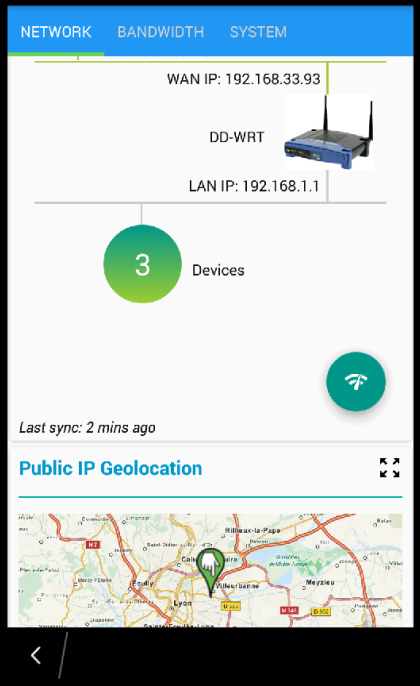 NETWORK BANDWIDTH SYSTEM
WAN IP: 192.168.33.93
DD-WRT
LAN IP: 192.168.1.1
3 Devices
Last sync: 2 mins ago
Public IP Geolocation
Rillieux-la-Pape
Villeurbanne
Meyzieu
Lyon